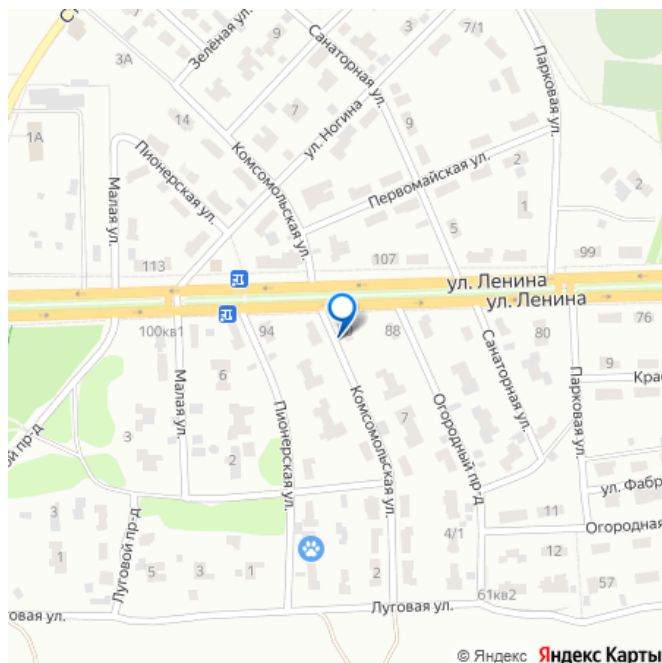 Зелёная ул.
9
Санаторная ул.
3
7/1
Парковая ул.
3А
1А
14
7
ул. Ногина
9
Пионерская ул.
Комсомольская ул.
Первомайская ул.
2
2
Малая ул.
1
5
113
107
99
ул. Ленина
ул. Ленина
100кв1
94
88
80
76
6
Малая ул.
Пионерская ул.
Комсомольская ул.
Огородный пр-д
Санаторная ул.
Парковая ул.
9
Крас
7
3
2
ой пр-д
ул. Фабр
3
Луговой пр-д
4/1
11
Огородная
1
5
3
1
2
12
57
61кв2
говая ул.
Луговая ул.
© Яндекс Яндекс Карты